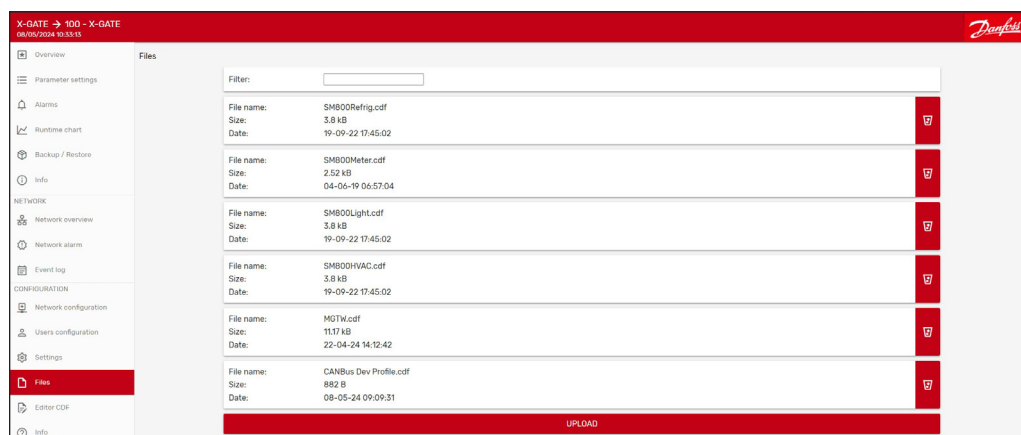 X-GATE → 100 - X-GATE
08/05/2024 10:33:13
Danfoss
Overview
Parameter settings
Alarms
Runtime chart
Backup / Restore
Info
NETWORK
Network overview
Network alarm
Event log
CONFIGURATION
Network configuration
Users configuration
Settings
Files
Editor CDF
Info
Files
Filter:
File name: SM800Refrig.cdf
Size: 3.8 kB
Date: 19-09-22 17:45:02
File name: SM800Meter.cdf
Size: 2.52 kB
Date: 04-06-19 06:57:04
File name: SM800Light.cdf
Size: 3.8 kB
Date: 19-09-22 17:45:02
File name: SM800HVAC.cdf
Size: 3.8 kB
Date: 19-09-22 17:45:02
File name: MGTW.cdf
Size: 11.17 kB
Date: 22-04-24 14:12:42
File name: CANBus Dev Profile.cdf
Size: 882 B
Date: 08-05-24 09:09:31
UPLOAD